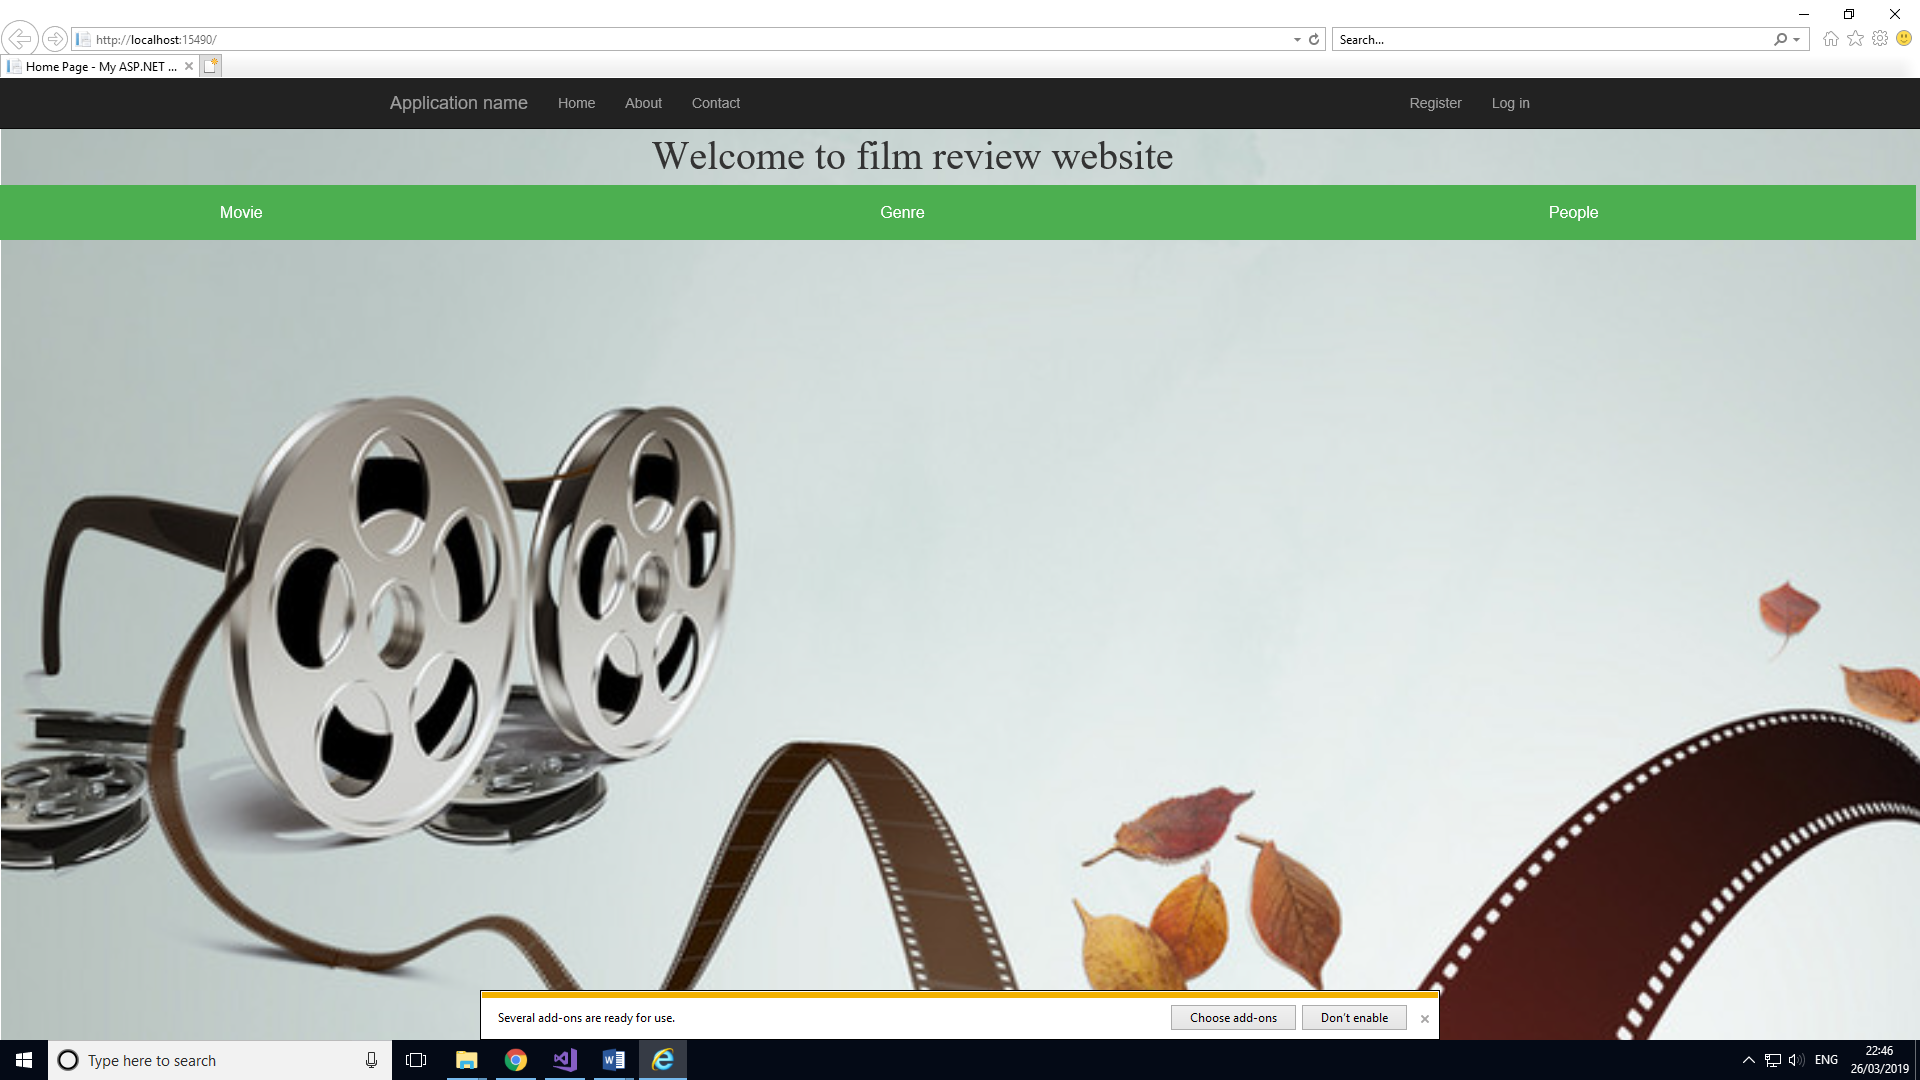 http://localhost:15490/
Search...
Home Page - My ASP.NET ...
Application name Home About Contact Register Log in
Welcome to film review website
Movie Genre People
Several add-ons are ready for use. Choose add-ons Don't enable
Type here to search
ENG
22:46
26/03/2019